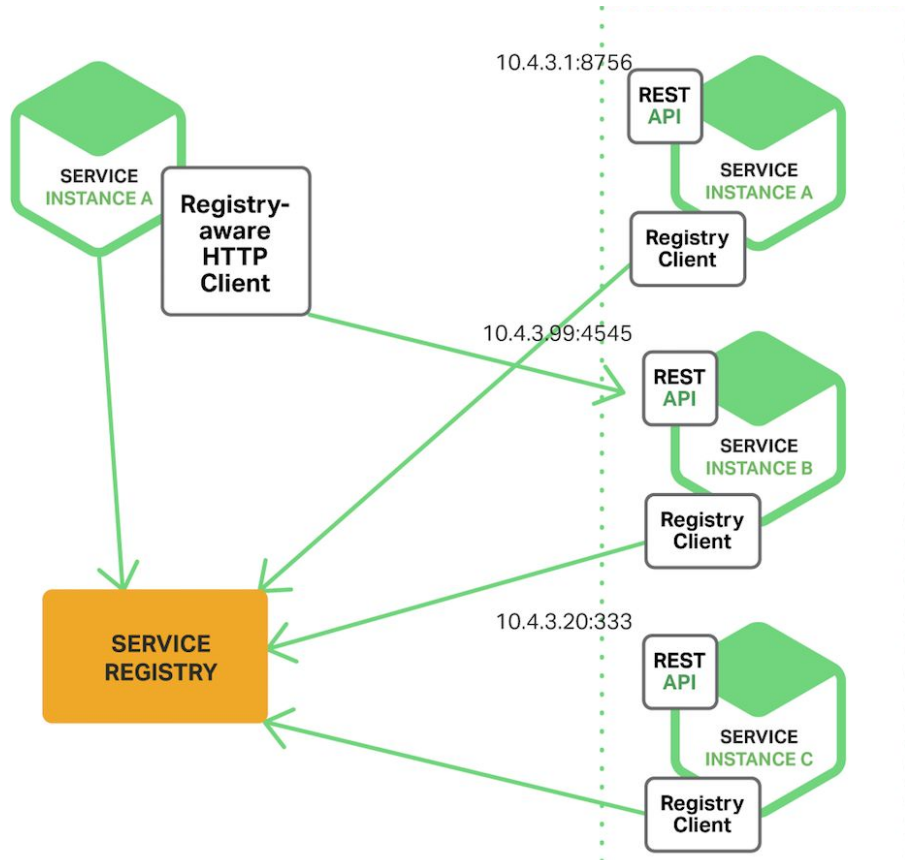 10.4.3.1:8756
REST
API
SERVICE
INSTANCE A
SERVICE
INSTANCE A
Registry-
aware
HTTP
Client
Registry
Client
10.4.3.99:4545
REST
API
SERVICE
INSTANCE B
Registry
Client
10.4.3.20:333
SERVICE
REGISTRY
REST
API
SERVICE
INSTANCE C
Registry
Client